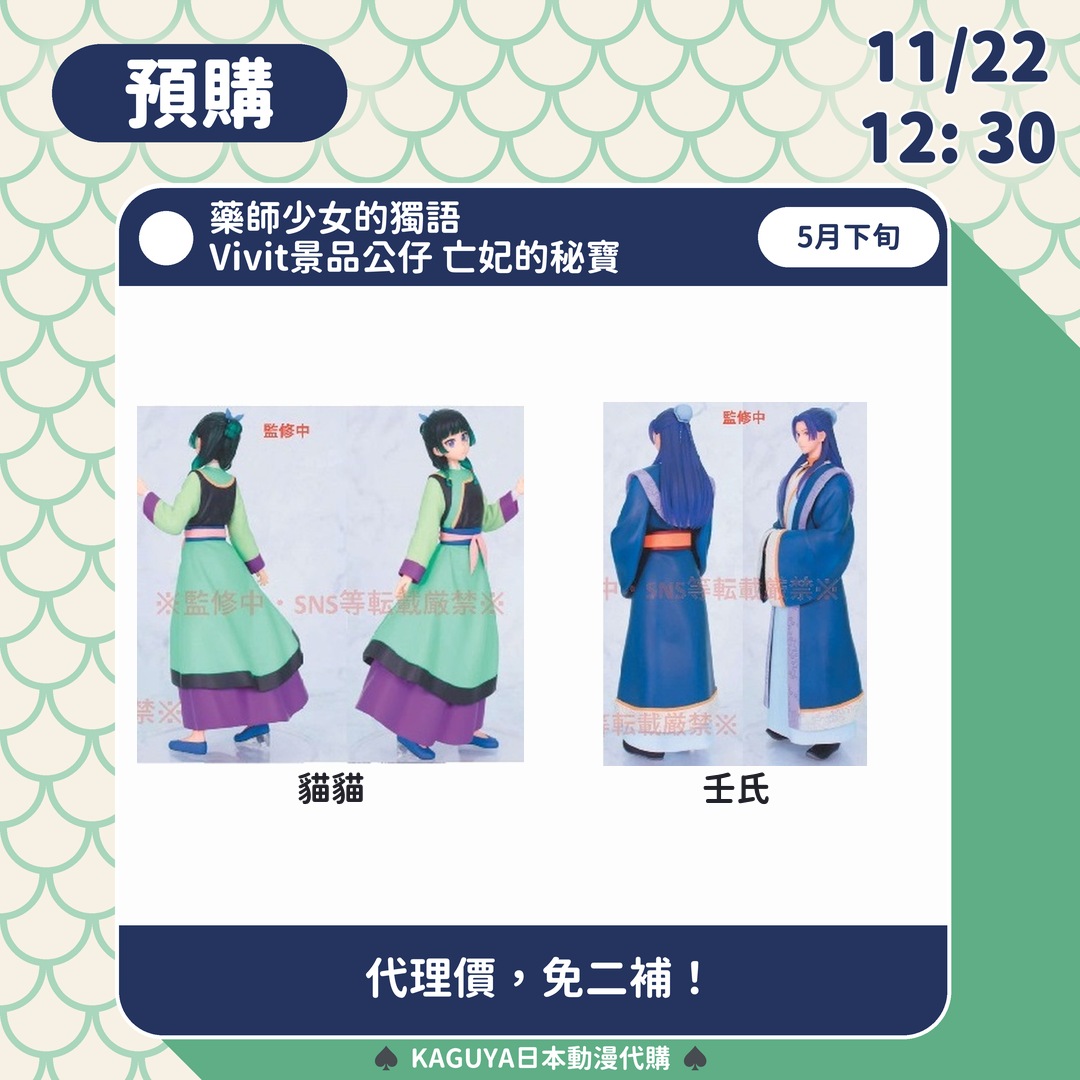 預購
11/22
12: 30
藥師少女的獨語
Vivit景品公仔 亡妃的秘寶
5月下旬
監修中
※監修中・SNS等転載厳禁※
禁※
監修中
中・SNS等転載厳禁※
等転載厳禁※
貓貓
壬氏
代理價，免二補！
♠ KAGUYA日本動漫代購 ♠